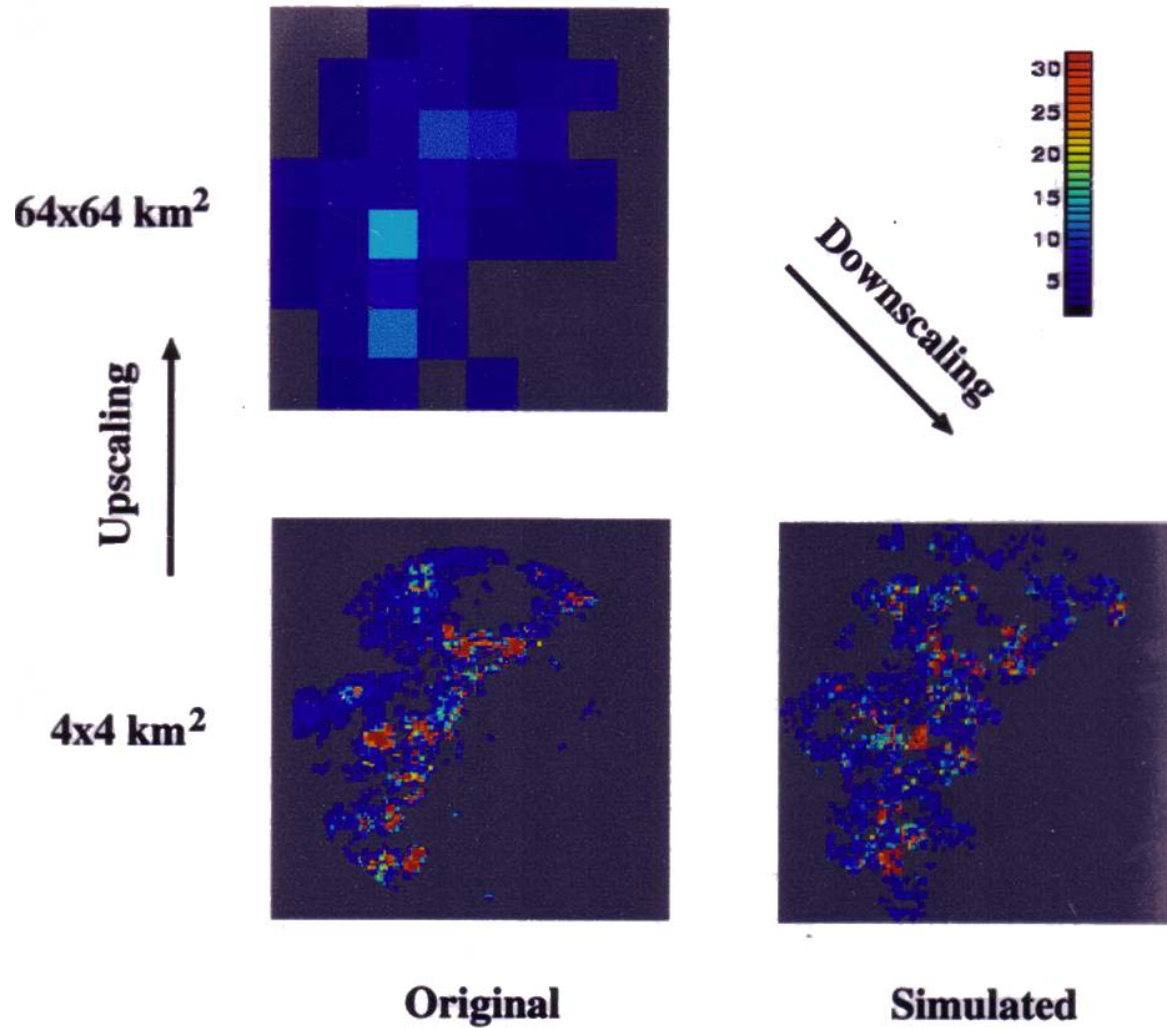 30
25
20
15
10
5
64x64 km²
Downscaling
Upscaling
4x4 km²
Original
Simulated